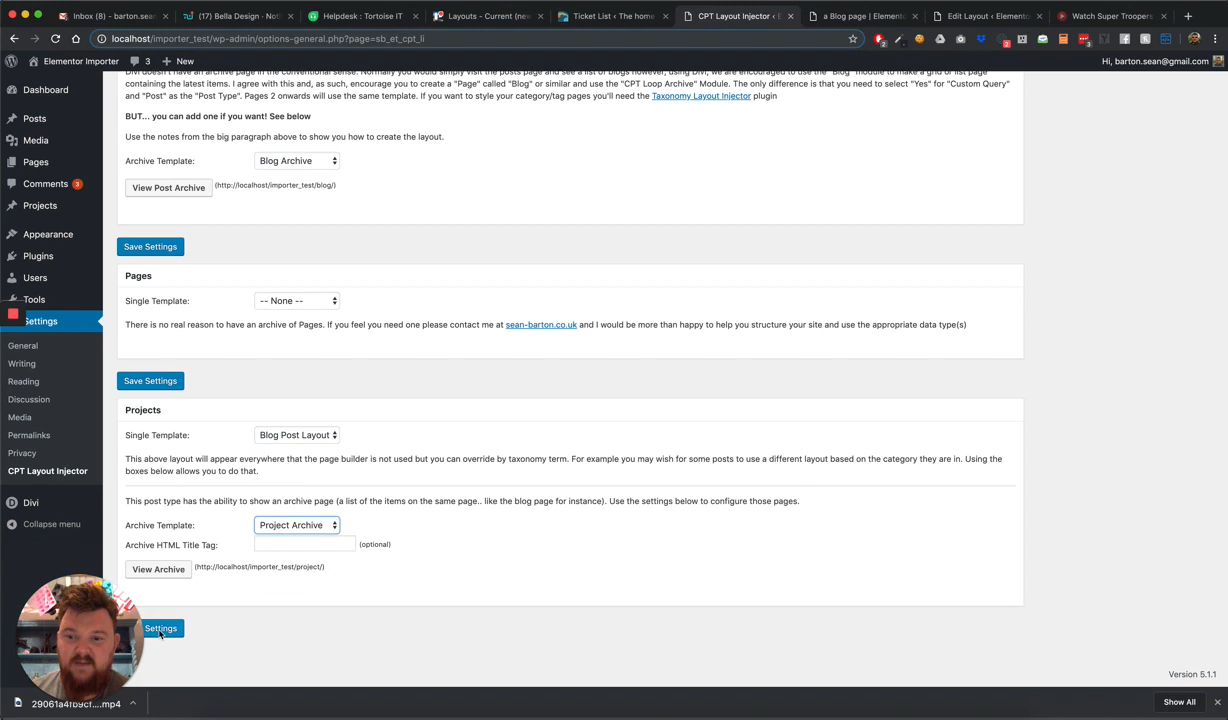 Inbox (8) - barton.sean
(17) Bella Design - Not
Helpdesk : Tortoise IT
Layouts - Current (new
Ticket List ‹ The home
CPT Layout Injector ‹ E
a Blog page | Elemento
Edit Layout ‹ Elemento
Watch Super Troopers
localhost/importer_test/wp-admin/options-general.php?page=sb_et_cpt_li
Elementor Importer
3
New
Hi, barton.sean@gmail.com
Dashboard
Posts
Media
Pages
Comments 3
Projects
Appearance
Plugins
Users
Tools
Settings
General
Writing
Reading
Discussion
Media
Permalinks
Privacy
CPT Layout Injector
Divi
Collapse menu
Divi doesn't have an archive page in the conventional sense. Normally you would simply visit the posts page and see a list of blogs however, using Divi, we are encouraged to use the "Blog" module to make a grid or list page
containing the latest items. I agree with this and, as such, encourage you to create a "Page" called "Blog" or similar and use the "CPT Loop Archive" Module. The only difference is that you need to select "Yes" for "Custom Query"
and "Post" as the "Post Type". Pages 2 onwards will use the same template. If you want to style your category/tag pages you'll need the Taxonomy Layout Injector plugin
BUT... you can add one if you want! See below
Use the notes from the big paragraph above to show you how to create the layout.
Archive Template: Blog Archive
View Post Archive (http://localhost/importer_test/blog/)
Save Settings
Pages
Single Template: -- None --
There is no real reason to have an archive of Pages. If you feel you need one please contact me at sean-barton.co.uk and I would be more than happy to help you structure your site and use the appropriate data type(s)
Save Settings
Projects
Single Template: Blog Post Layout
This above layout will appear everywhere that the page builder is not used but you can override by taxonomy term. For example you may wish for some posts to use a different layout based on the category they are in. Using the
boxes below allows you to do that.
This post type has the ability to show an archive page (a list of the items on the same page.. like the blog page for instance). Use the settings below to configure those pages.
Archive Template: Project Archive
Archive HTML Title Tag: (optional)
View Archive (http://localhost/importer_test/project/)
Settings
Version 5.1.1
29061a4fb9cf....mp4
Show All